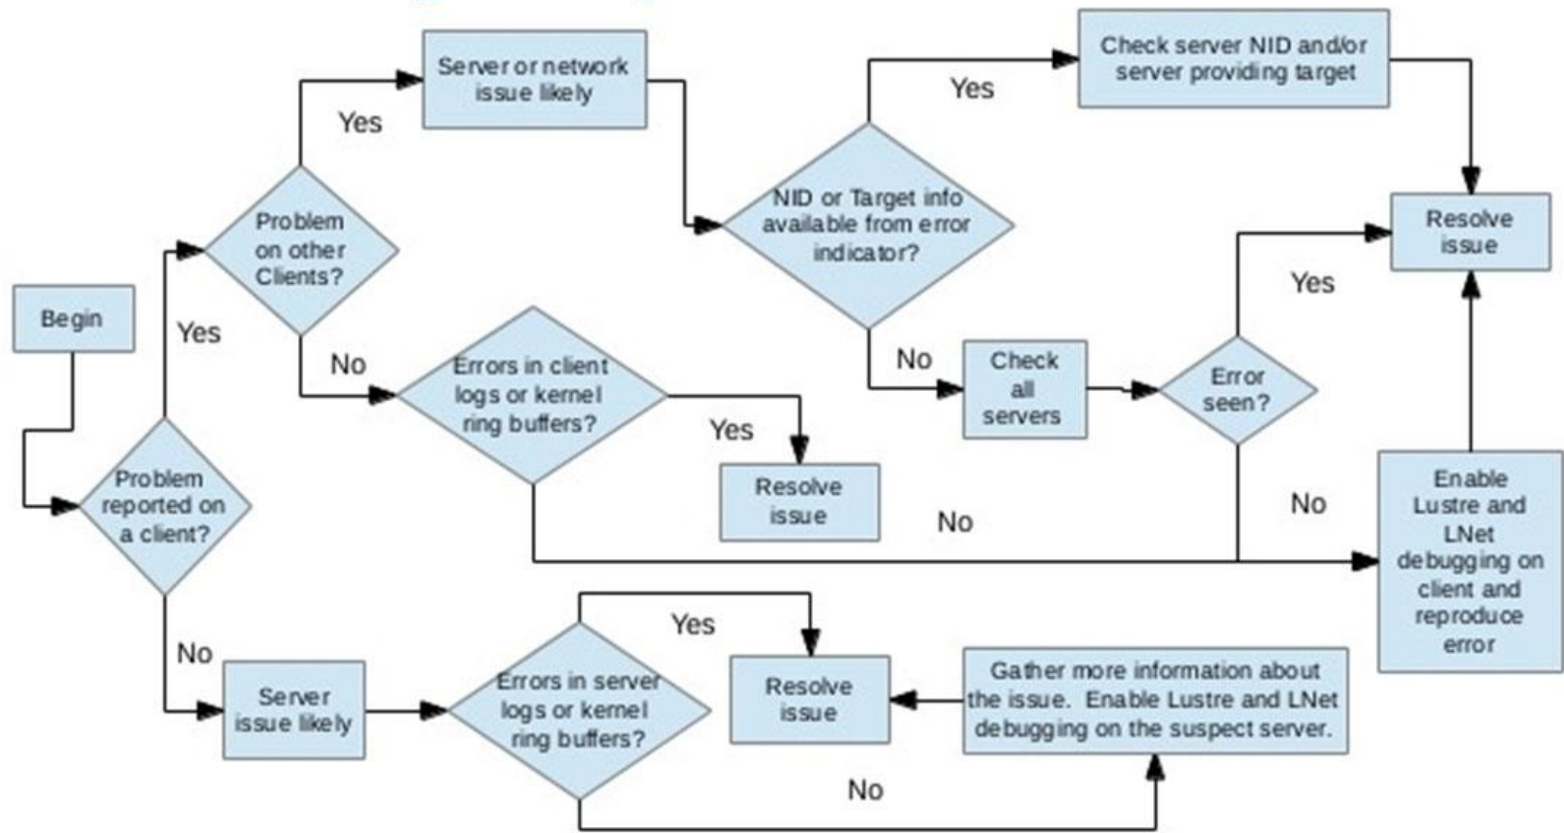 Server or network
issue likely
Yes
Check server NID and/or
server providing target
Yes
Problem
on other
Clients?
NID or Target info
available from error
indicator?
Resolve
issue
Yes
Begin
Yes
No
Errors in client
logs or kernel
ring buffers?
Yes
No
Check
all
servers
Error
seen?
Problem
reported on
a client?
Resolve
issue
No
No
Enable
Lustre and
LNet
debugging on
client and
reproduce
error
No
Server
issue likely
Errors in server
logs or kernel
ring buffers?
Yes
Resolve
issue
Gather more information about
the issue. Enable Lustre and LNet
debugging on the suspect server.
No